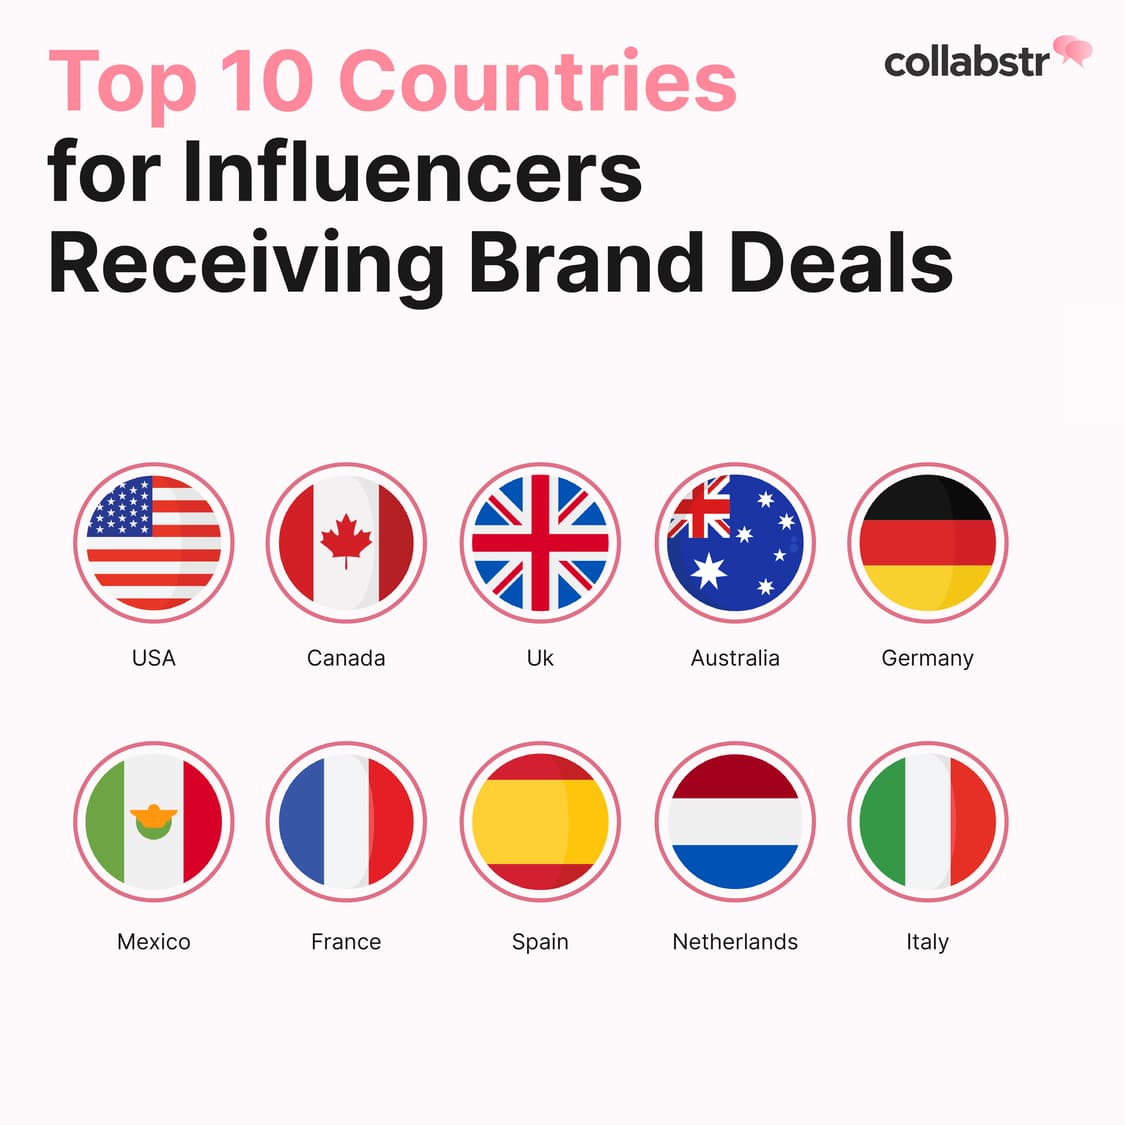 Top 10 Countries
for Influencers
Receiving Brand Deals
collabstr
USA
Canada
Uk
Australia
Germany
Mexico
France
Spain
Netherlands
Italy